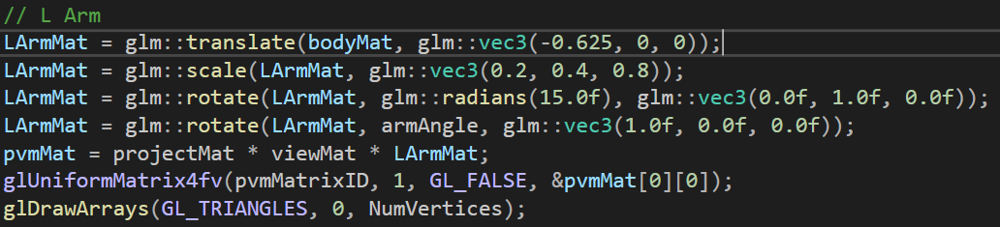 // L Arm
LArmMat = glm::translate(bodyMat, glm::vec3(-0.625, 0, 0));
LArmMat = glm::scale(LArmMat, glm::vec3(0.2, 0.4, 0.8));
LArmMat = glm::rotate(LArmMat, glm::radians(15.0f), glm::vec3(0.0f, 1.0f, 0.0f));
LArmMat = glm::rotate(LArmMat, armAngle, glm::vec3(1.0f, 0.0f, 0.0f));
pvmMat = projectMat * viewMat * LArmMat;
glUniformMatrix4fv(pvmMatrixID, 1, GL_FALSE, &pvmMat[0][0]);
glDrawArrays(GL_TRIANGLES, 0, NumVertices);